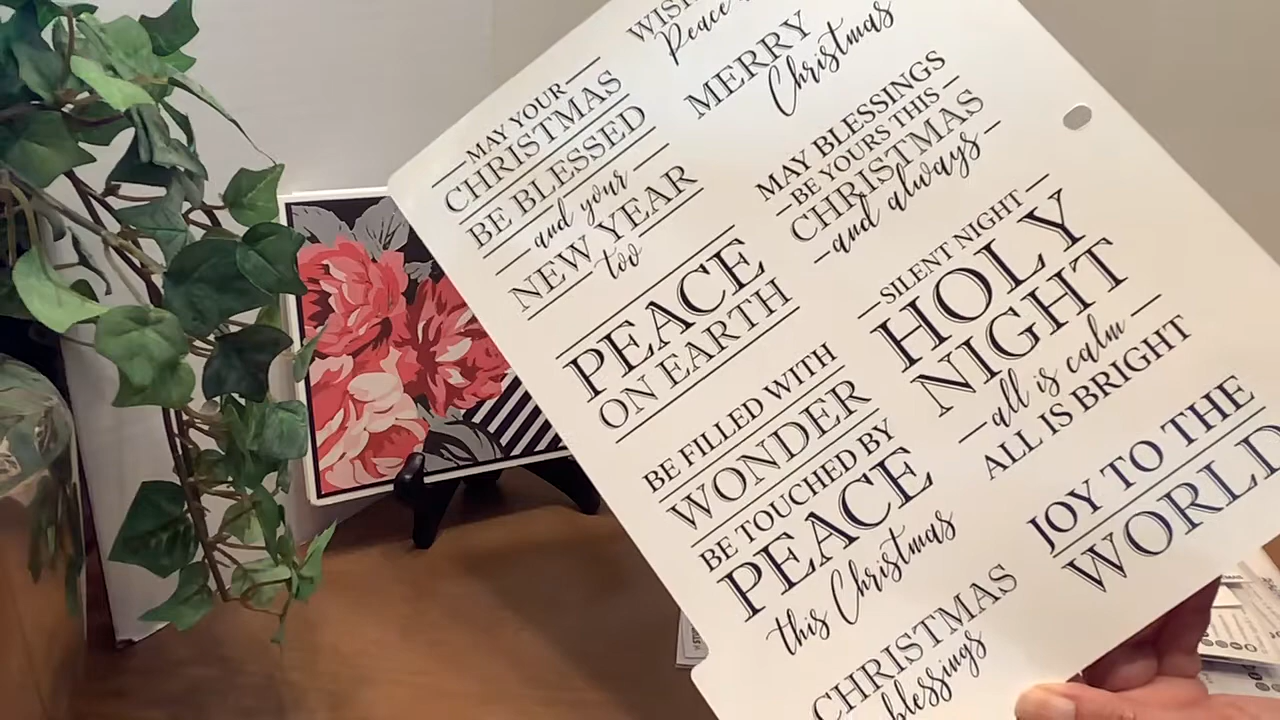 Peace
MERRY
Christmas
MAY YOUR
CHRISTMAS
BE BLESSED
and your
NEW YEAR
too
MAY BLESSINGS
BE YOURS THIS
CHRISTMAS
and always
PEACE
ON EARTH
SILENT NIGHT
HOLY
NIGHT
all is calm
ALL IS BRIGHT
BE FILLED WITH
WONDER
BE TOUCHED BY
PEACE
this Christmas
JOY TO THE
WORLD
CHRISTMAS
blessings